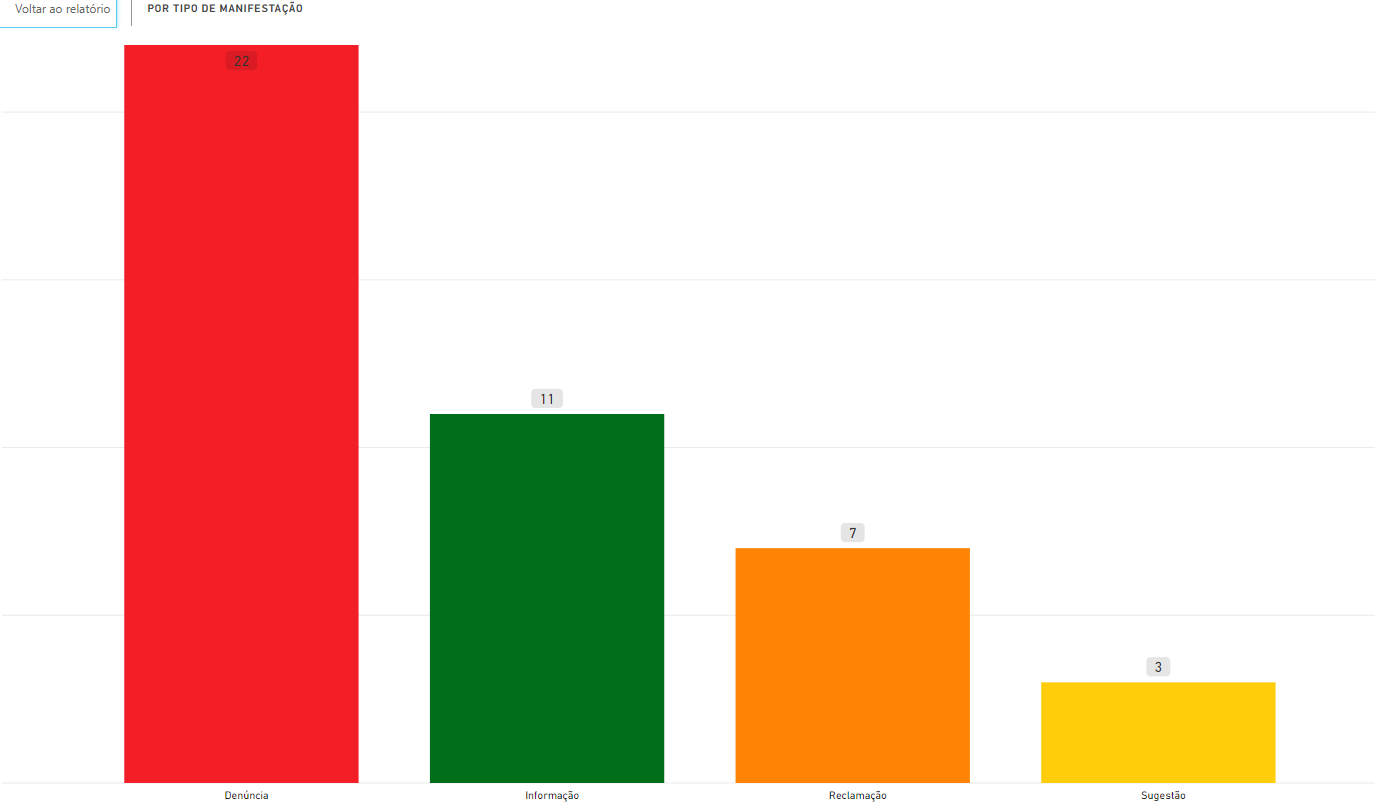 Voltar ao relatório
POR TIPO DE MANIFESTAÇÃO
22
11
7
3
Denúncia
Informação
Reclamação
Sugestão